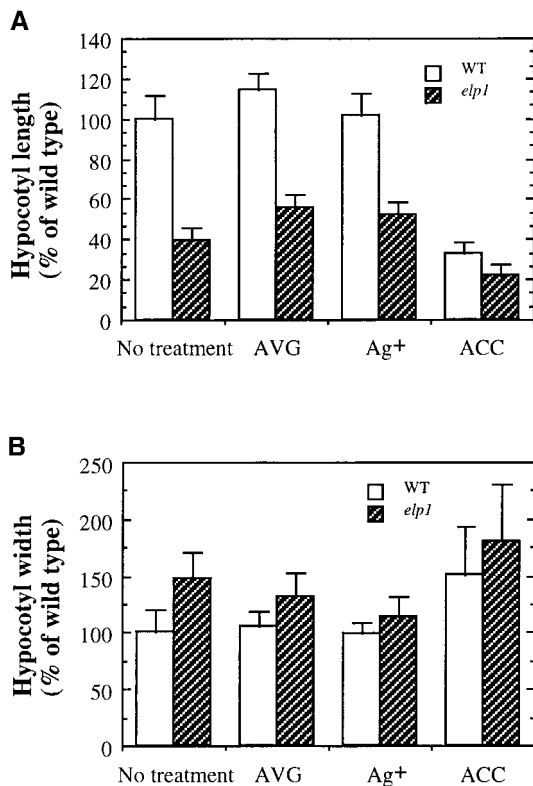 A
Hypocotyl length
(% of wild type)
140
120
100
80
60
40
20
0
WT
elp1
No treatment AVG Ag+ ACC
B
Hypocotyl width
(% of wild type)
250
200
150
100
50
0
WT
elp1
No treatment AVG Ag+ ACC